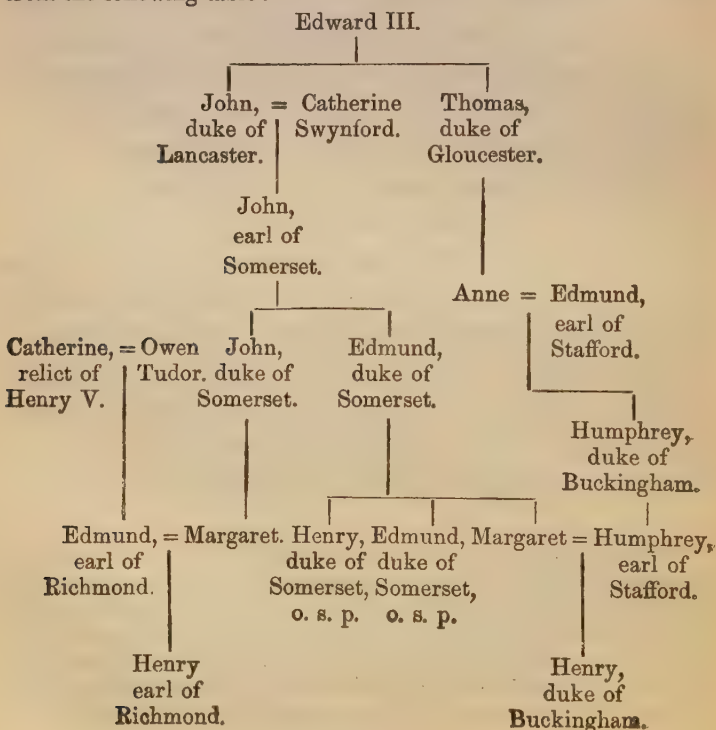 Edward III.
John, = Catherine Thomas,
duke of Swynford. duke of
Lancaster. Gloucester.
John,
earl of
Somerset.
Anne = Edmund,
earl of
Stafford.
Catherine, = Owen John, Edmund,
relict of Tudor. duke of duke of
Henry V. Somerset. Somerset.
Humphrey,
duke of
Buckingham.
Edmund, = Margaret. Henry, Edmund, Margaret = Humphrey,
earl of duke of duke of earl of
Richmond. Somerset, Somerset, Stafford.
o. s. p. o. s. p.
Henry Henry,
earl of duke of
Richmond. Buckingham.